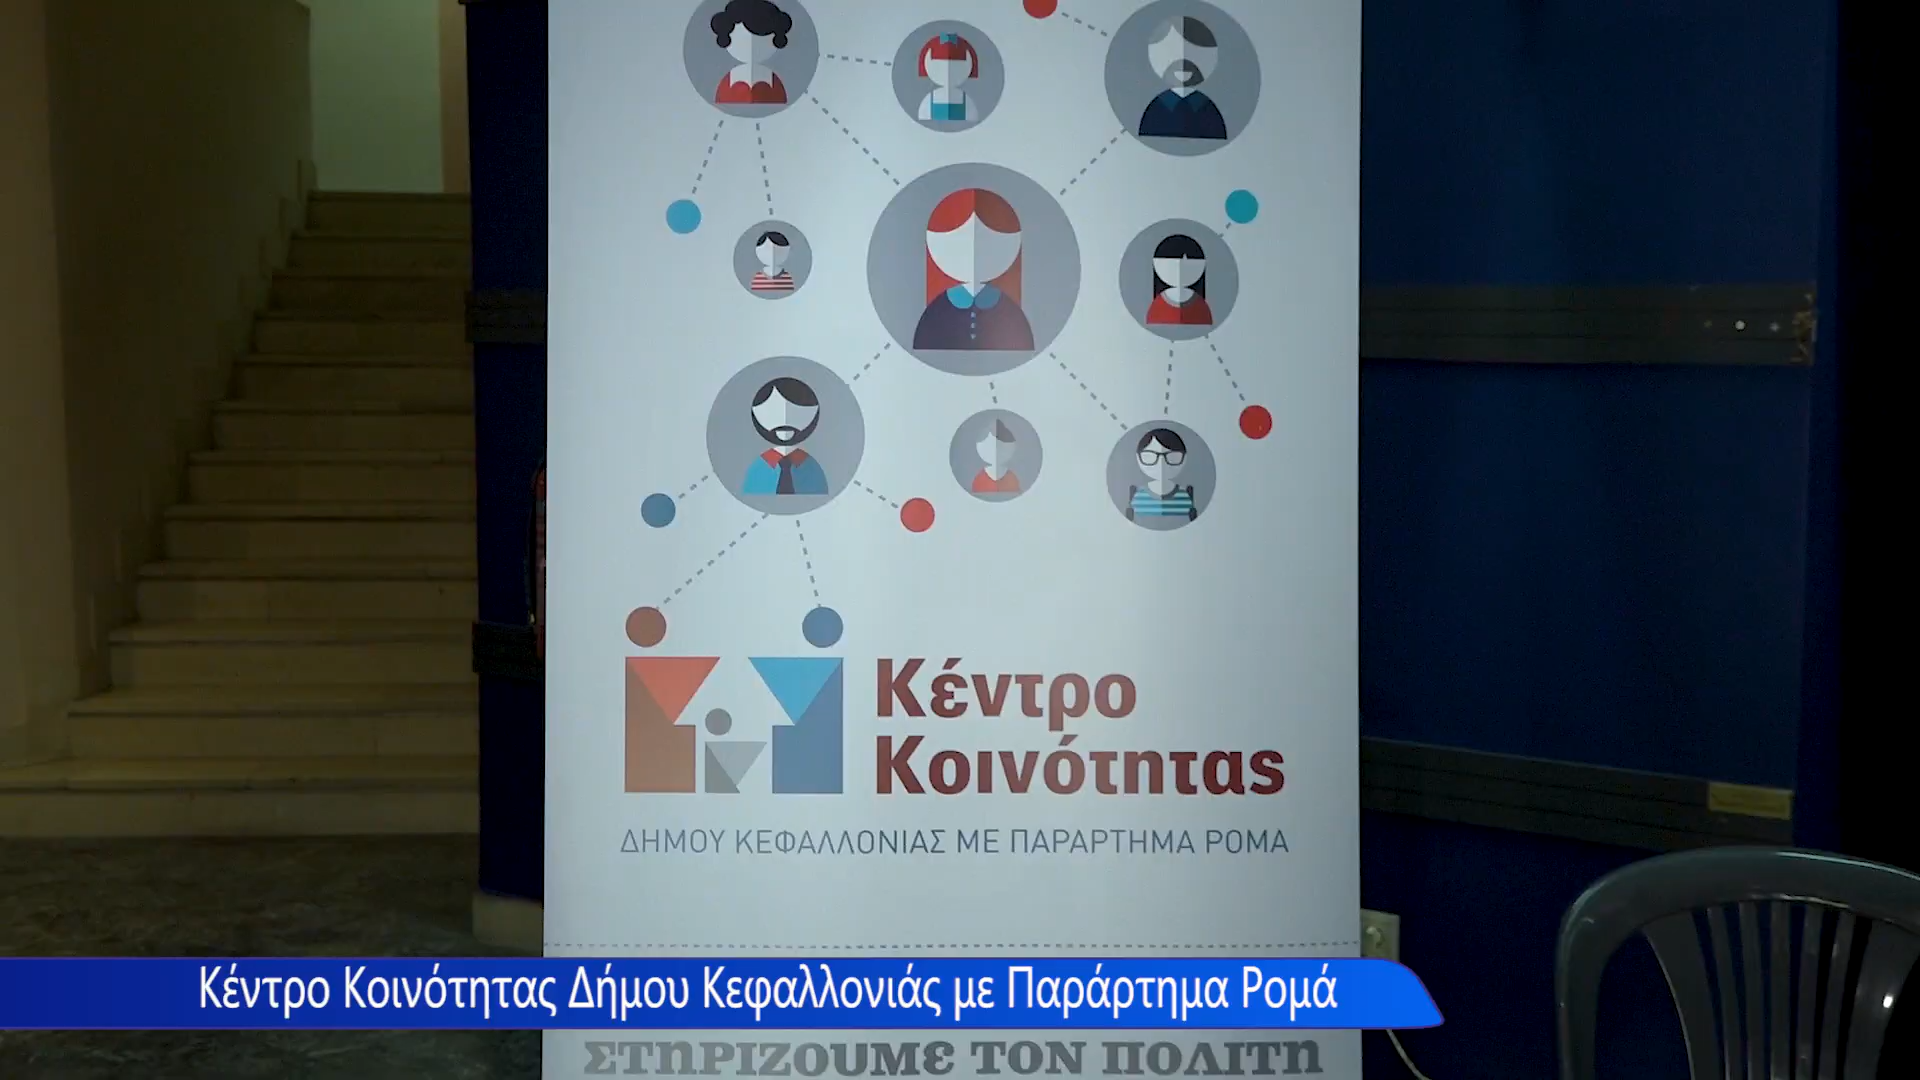 Κέντρο
Κοινότητας
ΔΗΜΟΥ ΚΕΦΑΛΛΟΝΙΑΣ ΜΕ ΠΑΡΑΡΤΗΜΑ ΡΟΜΑ
Κέντρο Κοινότητας Δήμου Κεφαλλονιάς με Παράρτημα Ρομά
ΣΤηΡΙΖΟΥΜΕ ΤΟΝ ΠΟΛΙΤη